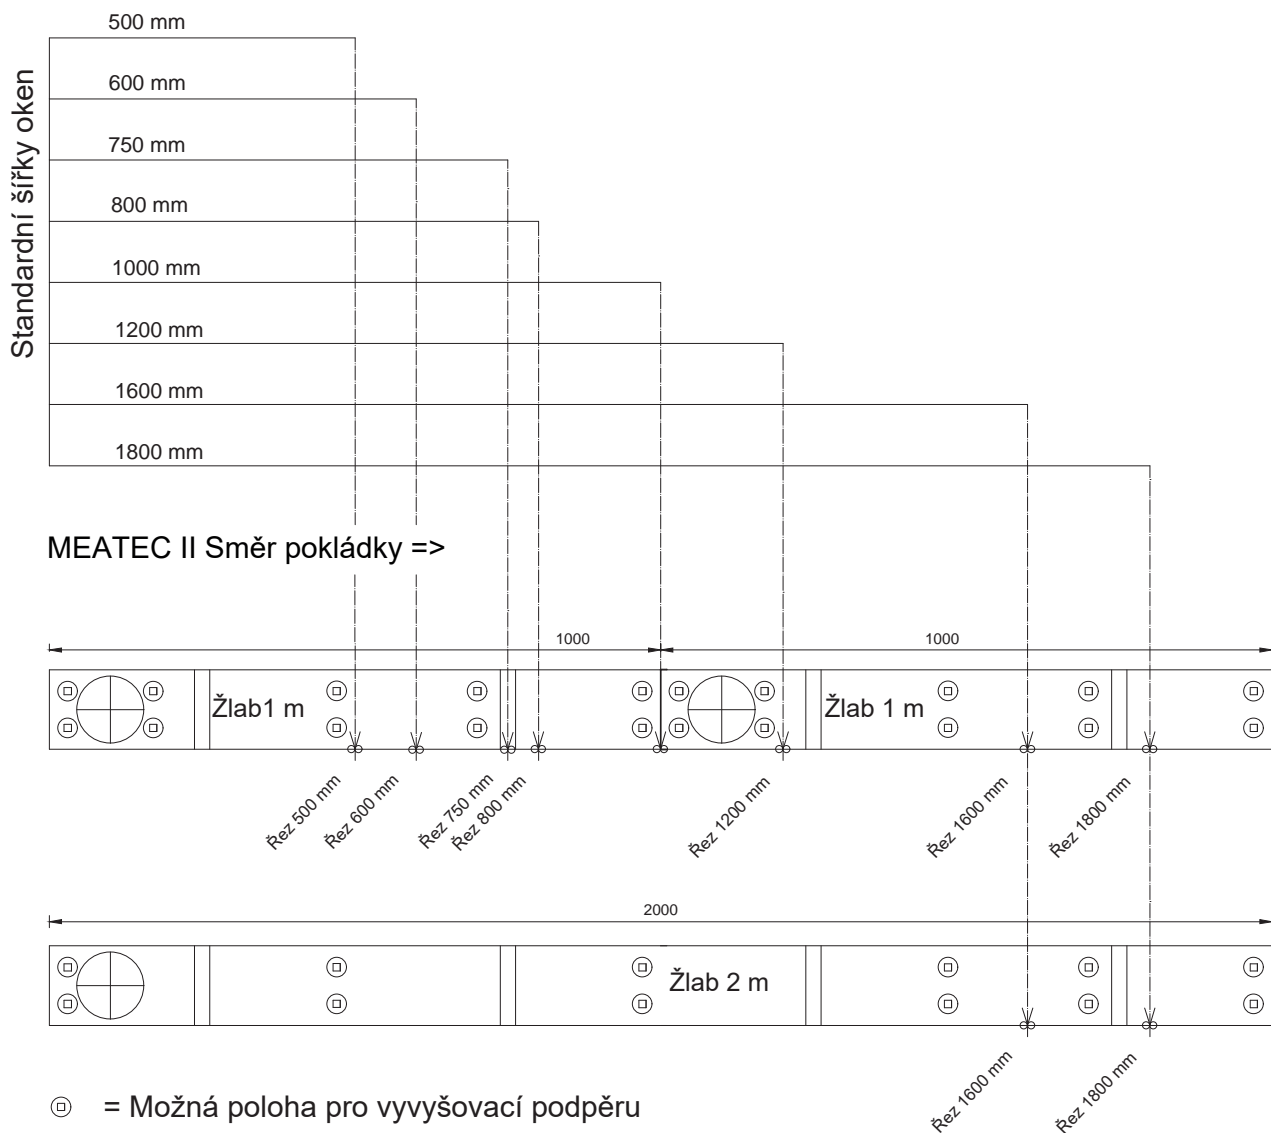 Standardní šířky oken
500 mm
600 mm
750 mm
800 mm
1000 mm
1200 mm
1600 mm
1800 mm
MEATEC II Směr pokládky =>
1000
1000
Žlab1 m
Žlab 1 m
Řez 500 mm
Řez 600 mm
Řez 750 mm
Řez 800 mm
Řez 1200 mm
Řez 1600 mm
Řez 1800 mm
2000
Žlab 2 m
Řez 1600 mm
Řez 1800 mm
= Možná poloha pro vyvyšovací podpěru